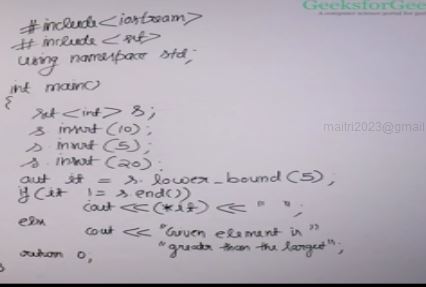 GeeksforGee
A computer science portal for gee
# include <iostream>
# include <set>
using namespace std;
int main()
{
set <int> s;
s. insert (10);
s. insert (5);
s. insert (20).
aut it = s. lower_bound (5);
if (it != s.end())
cout << (*it) << " ";
maitri2023@gmail
else
cout << "Given element is "
"greater than the largest";
return 0;
}